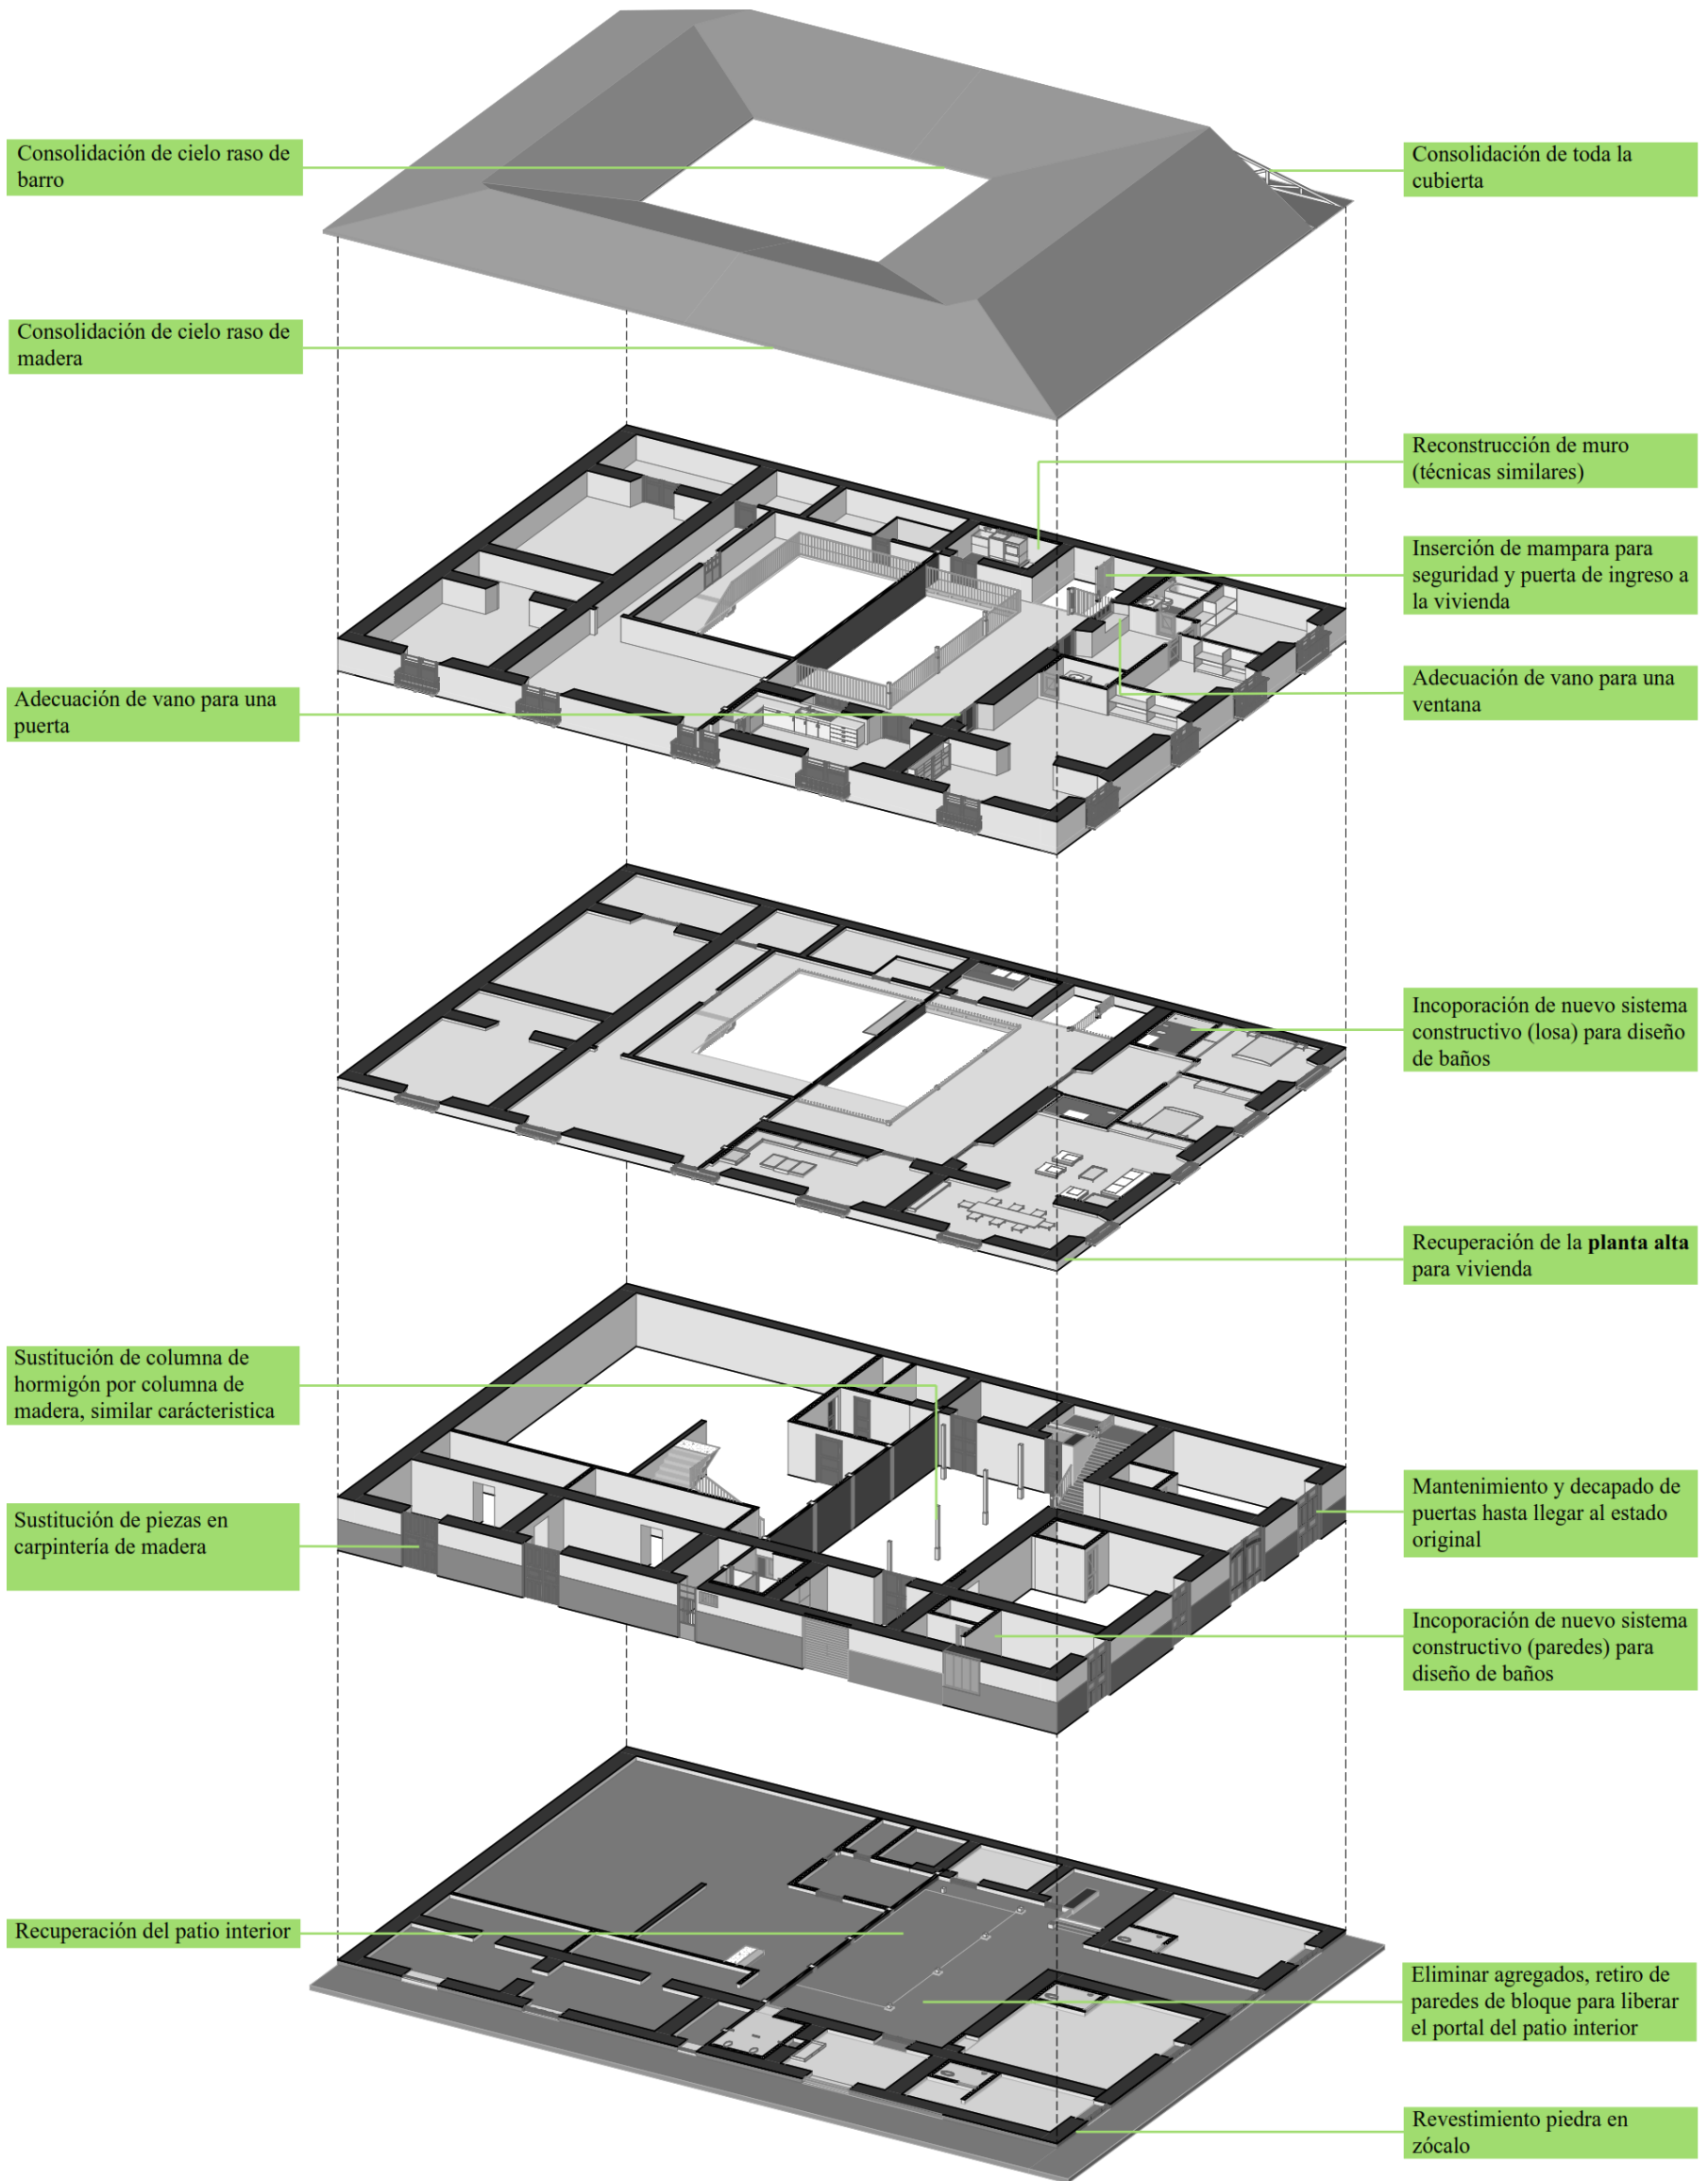 Consolidación de cielo raso de
barro
Consolidación de toda la
cubierta
Consolidación de cielo raso de
madera
Reconstrucción de muro
(técnicas similares)
Inserción de mampara para
seguridad y puerta de ingreso a
la vivienda
Adecuación de vano para una
ventana
Adecuación de vano para una
puerta
Incoporación de nuevo sistema
constructivo (losa) para diseño
de baños
Recuperación de la planta alta
para vivienda
Sustitución de columna de
hormigón por columna de
madera, similar carácteristica
Mantenimiento y decapado de
puertas hasta llegar al estado
original
Sustitución de piezas en
carpintería de madera
Incoporación de nuevo sistema
constructivo (paredes) para
diseño de baños
Recuperación del patio interior
Eliminar agregados, retiro de
paredes de bloque para liberar
el portal del patio interior
Revestimiento piedra en
zócalo